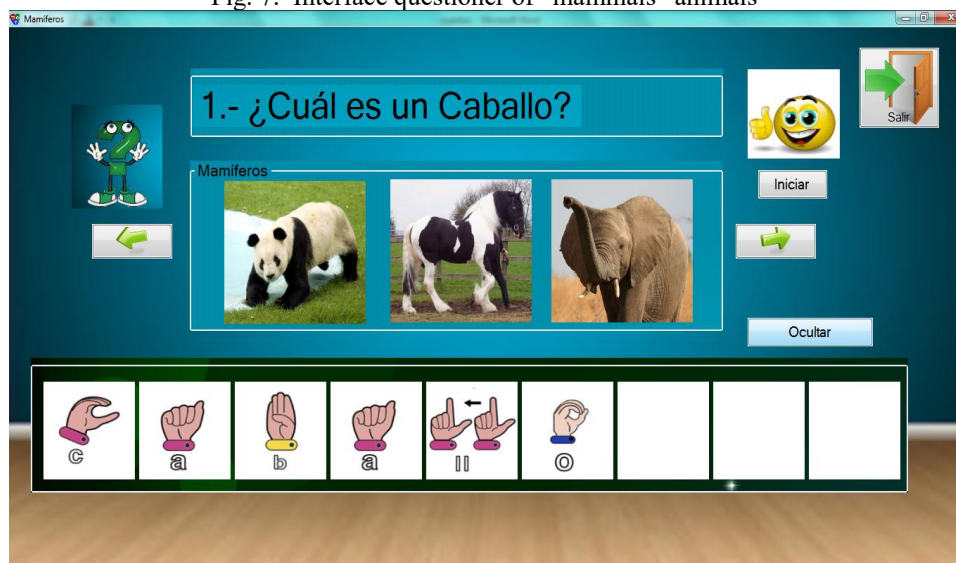 Fig. 7. Interface questioner of "mammals" animals
Mamíferos
1.- ¿Cuál es un Caballo?
Salir
Mamíferos
Iniciar
Ocultar
c a b a ll o